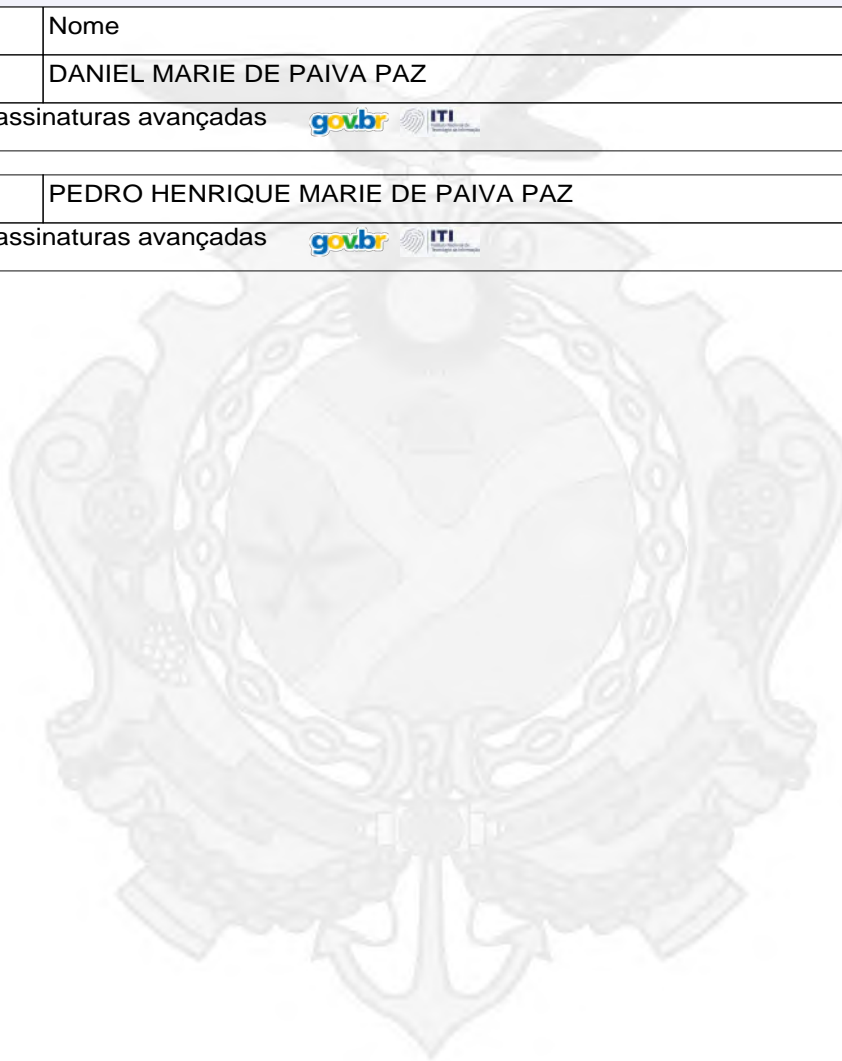 Nome
DANIEL MARIE DE PAIVA PAZ
assinaturas avançadas gov.br ITI
PEDRO HENRIQUE MARIE DE PAIVA PAZ
assinaturas avançadas gov.br ITI